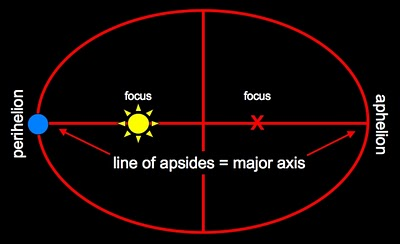 perihelion
focus
focus
aphelion
x
line of apsides = major axis